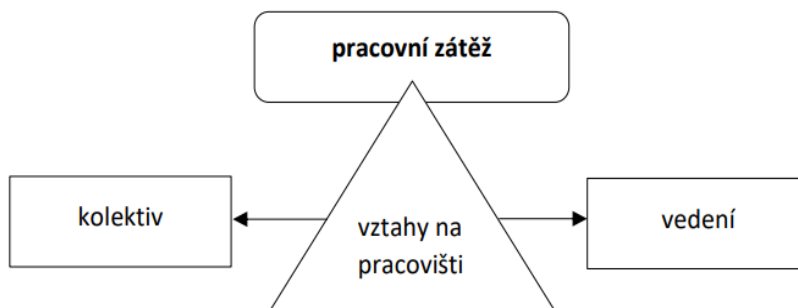 pracovní zátěž
kolektiv
vztahy na
pracovišti
vedení